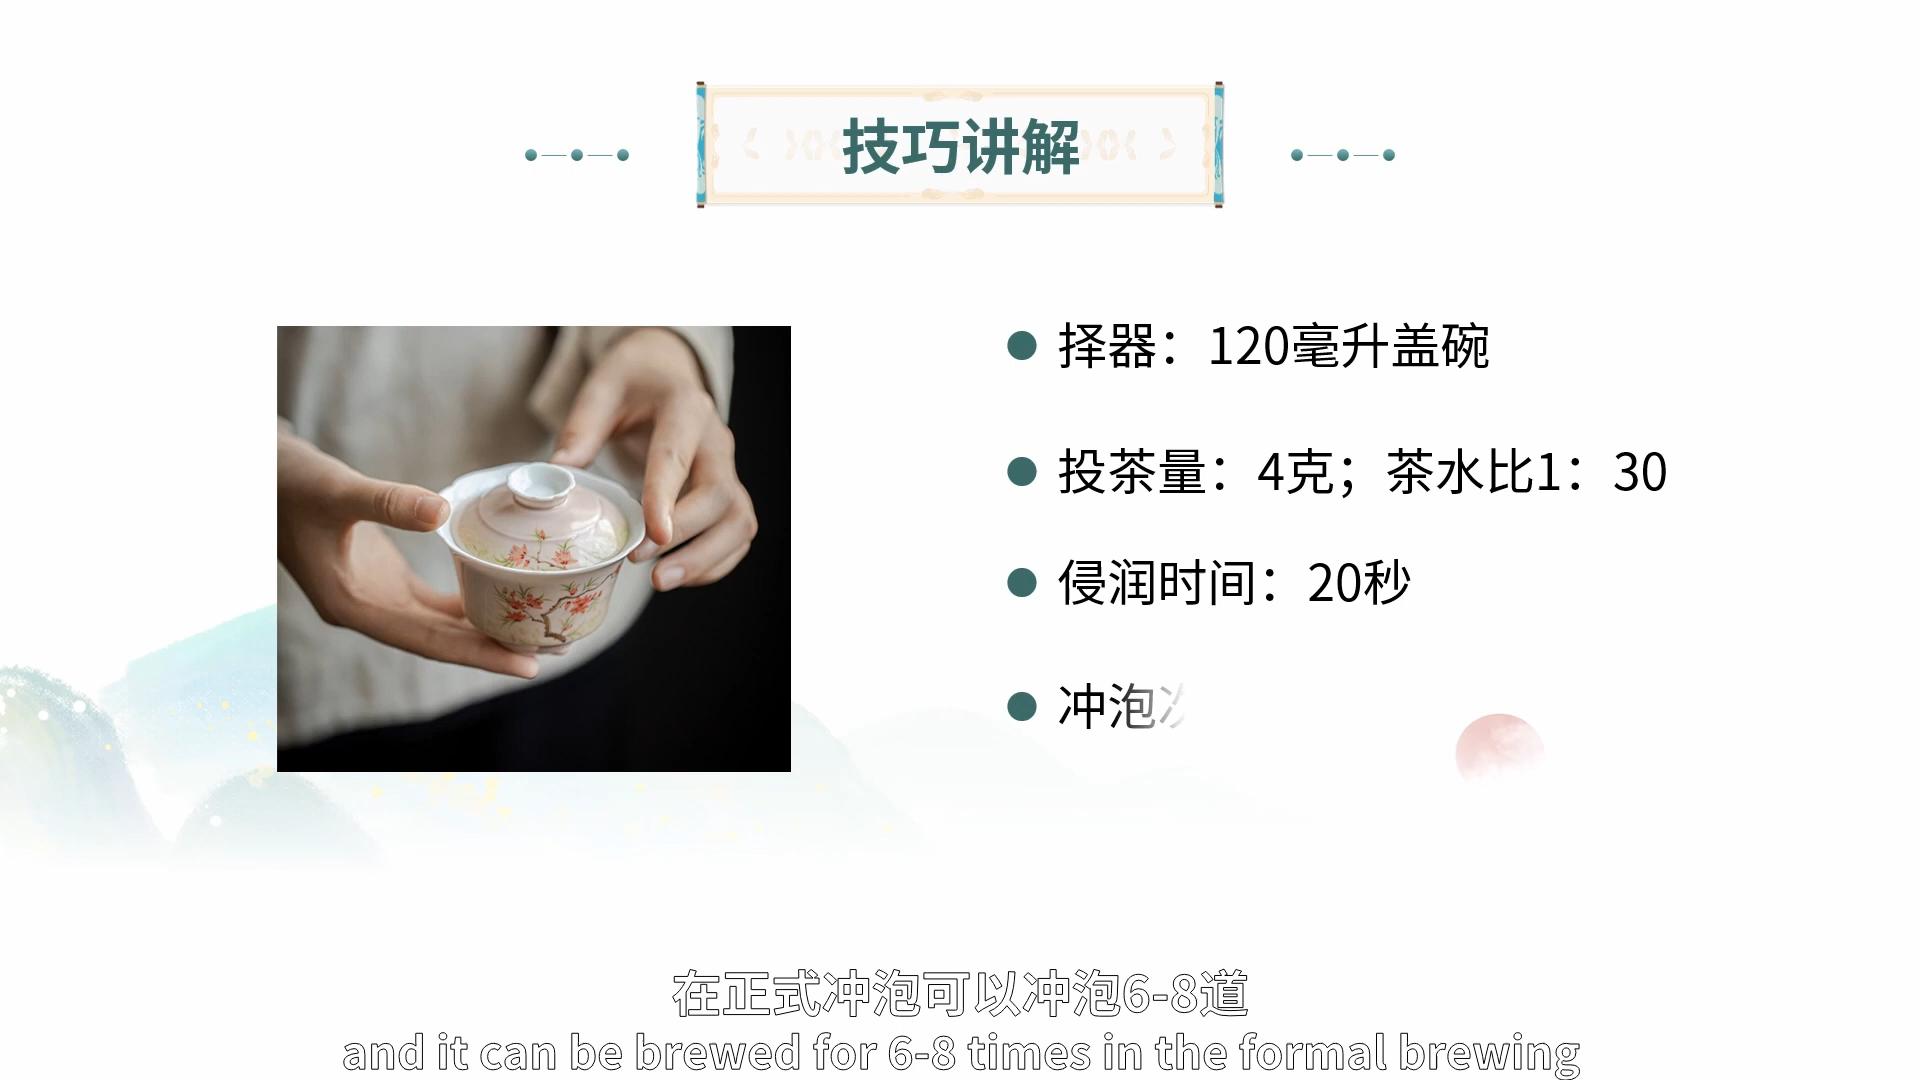 技巧讲解
择器：120毫升盖碗
投茶量：4克；茶水比1：30
侵润时间：20秒
冲泡次
在正式冲泡可以冲泡6-8道
and it can be brewed for 6-8 times in the formal brewing